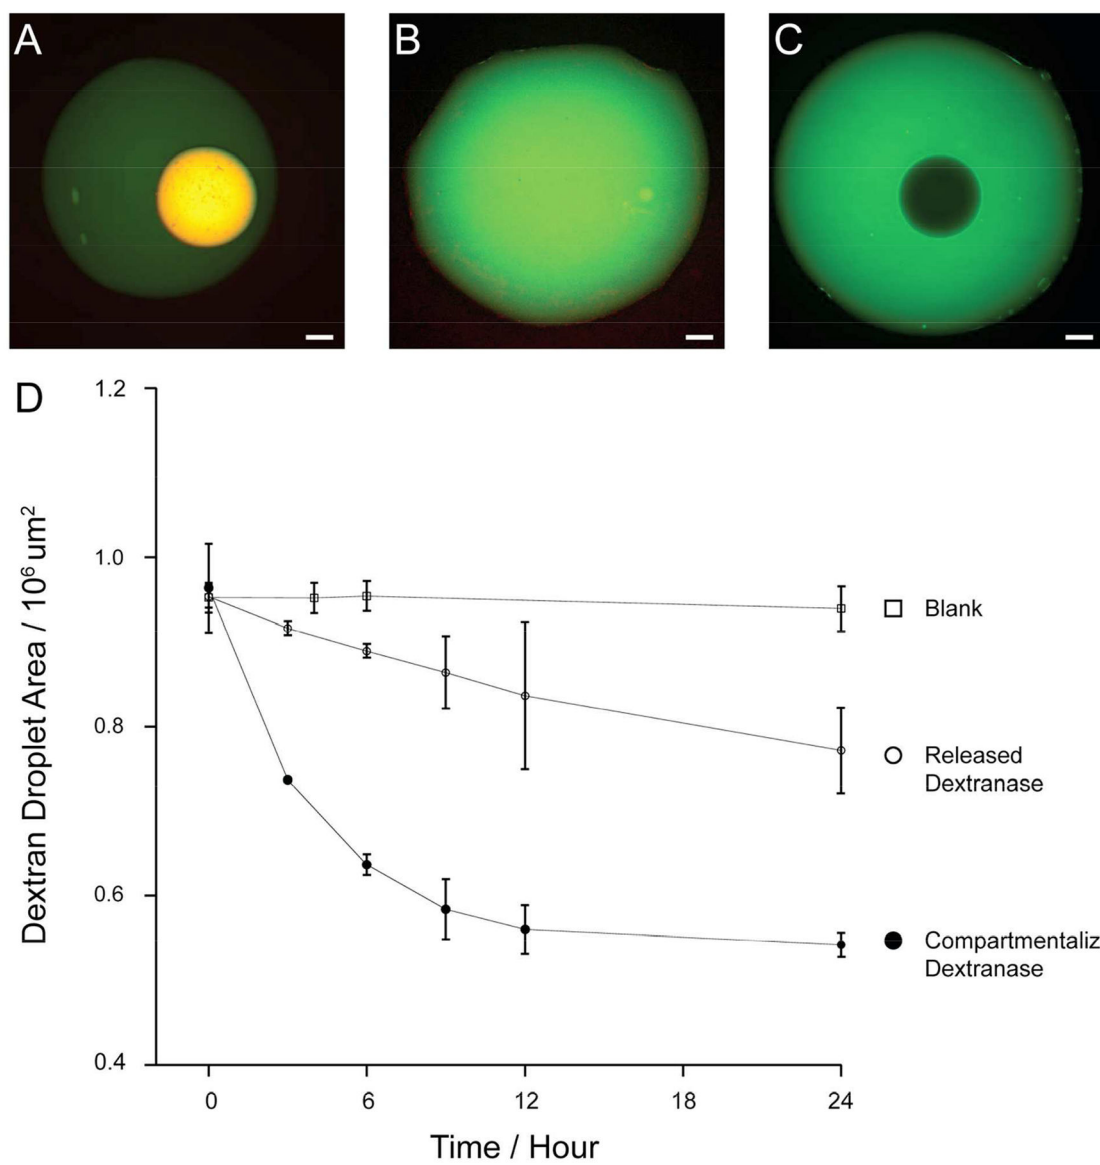 A
B
C
D
1.2
1.0
0.8
0.6
0.4
Dextran Droplet Area / 10⁶ um²
0
6
12
18
24
Time / Hour
Blank
Released
Dextranase
Compartmentaliz
Dextranase